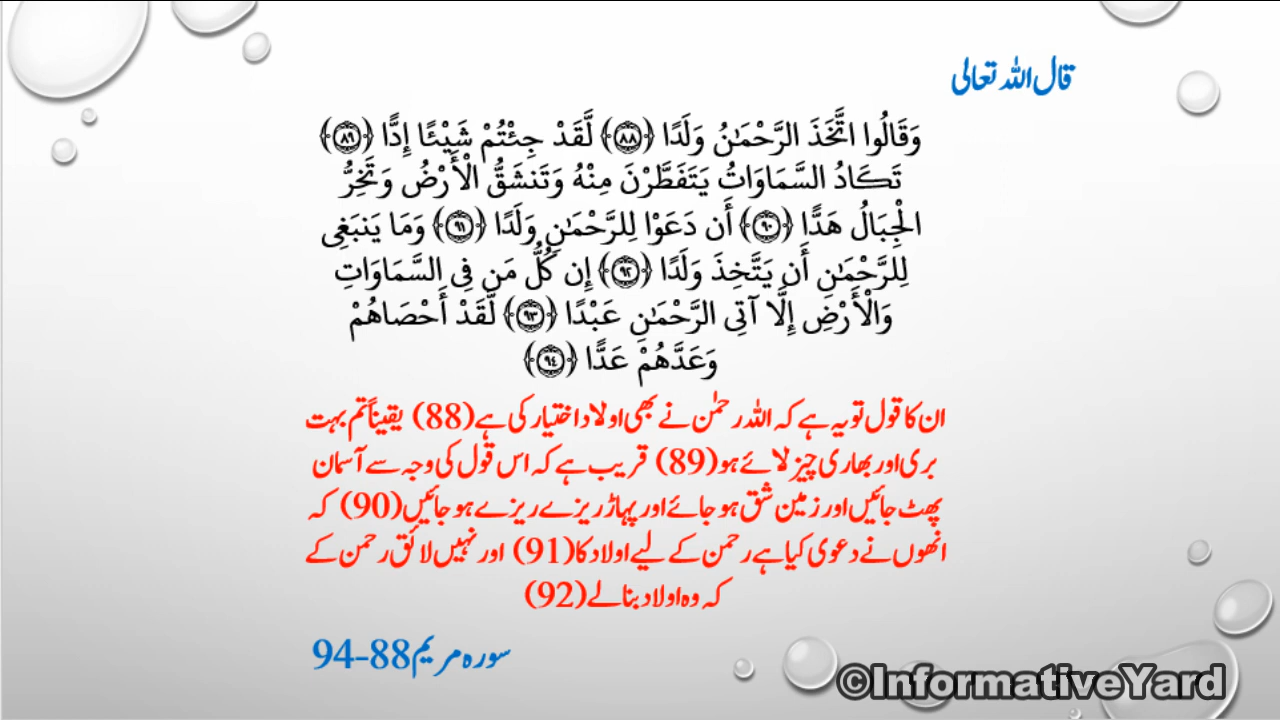 قال اللہ تعالی
وَقَالُوا اتَّخَذَ الرَّحْمَٰنُ وَلَدًا ﴿٨٨﴾ لَّقَدْ جِئْتُمْ شَيْئًا إِدًّا ﴿٨٩﴾
تَكَادُ السَّمَاوَاتُ يَتَفَطَّرْنَ مِنْهُ وَتَنشَقُّ الْأَرْضُ وَتَخِرُّ
الْجِبَالُ هَدًّا ﴿٩٠﴾ أَن دَعَوْا لِلرَّحْمَٰنِ وَلَدًا ﴿٩١﴾ وَمَا يَنبَغِي
لِلرَّحْمَٰنِ أَن يَتَّخِذَ وَلَدًا ﴿٩٢﴾ إِن كُلُّ مَن فِي السَّمَاوَاتِ
وَالْأَرْضِ إِلَّا آتِي الرَّحْمَٰنِ عَبْدًا ﴿٩٣﴾ لَّقَدْ أَحْصَاهُمْ
وَعَدَّهُمْ عَدًّا ﴿٩٤﴾
ان کا قول تو یہ ہے کہ اللہ رحمٰن نے بھی اولاد اختیار کی ہے (88) یقیناً تم بہت
بری اور بھاری چیز لائے ہو (89) قریب ہے کہ اس قول کی وجہ سے آسمان
پھٹ جائیں اور زمین شق ہو جائے اور پہاڑ ریزے ریزے ہو جائیں (90) کہ
انھوں نے دعوی کیا ہے رحمن کے لیے اولاد کا (91) اور نہیں لائق رحمن کے
کہ وہ اولاد بنا لے (92)
سورہ مریم 88-94
©InformativeYard